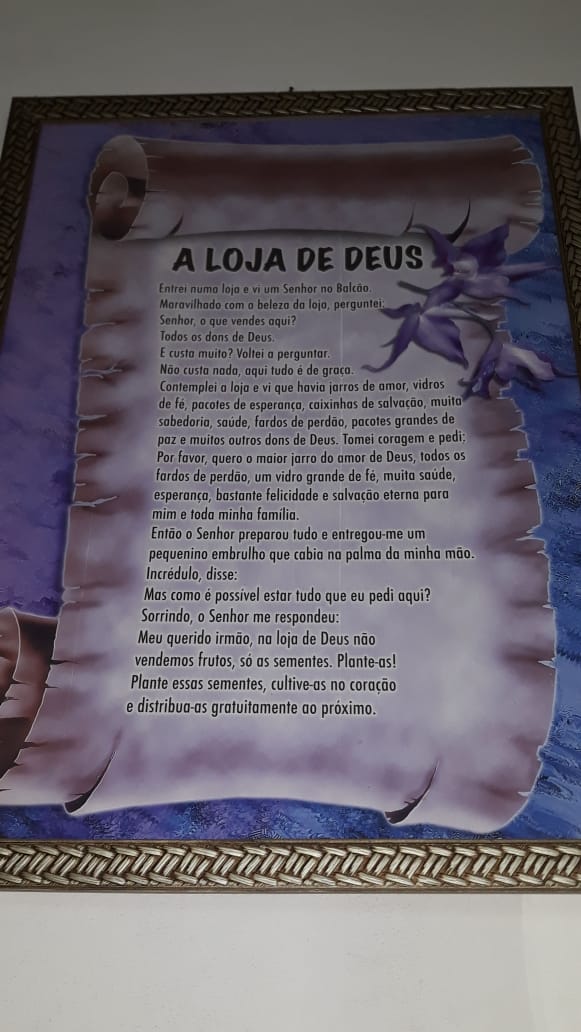 A LOJA DE DEUS
Entrei numa loja e vi um Senhor no Balcão.
Maravilhado com a beleza da loja, perguntei:
Senhor, o que vendes aqui?
Todos os dons de Deus.
E custa muito? Voltei a perguntar.
Não custa nada, aqui tudo é de graça.
Contemplei a loja e vi que havia jarros de amor, vidros
de fé, pacotes de esperança, caixinhas de salvação, muita
sabedoria, saúde, fardos de perdão, pacotes grandes de
paz e muitos outros dons de Deus. Tomei coragem e pedi;
Por favor, quero o maior jarro do amor de Deus, todos os
fardos de perdão, um vidro grande de fé, muita saúde,
esperança, bastante felicidade e salvação eterna para
mim e toda minha família.
Então o Senhor preparou tudo e entregou-me um
pequenino embrulho que cabia na palma da minha mão.
Incrédulo, disse:
Mas como é possível estar tudo que eu pedi aqui?
Sorrindo, o Senhor me respondeu:
Meu querido irmão, na loja de Deus não
vendemos frutos, só as sementes. Plante-as!
Plante essas sementes, cultive-as no coração
e distribua-as gratuitamente ao próximo.